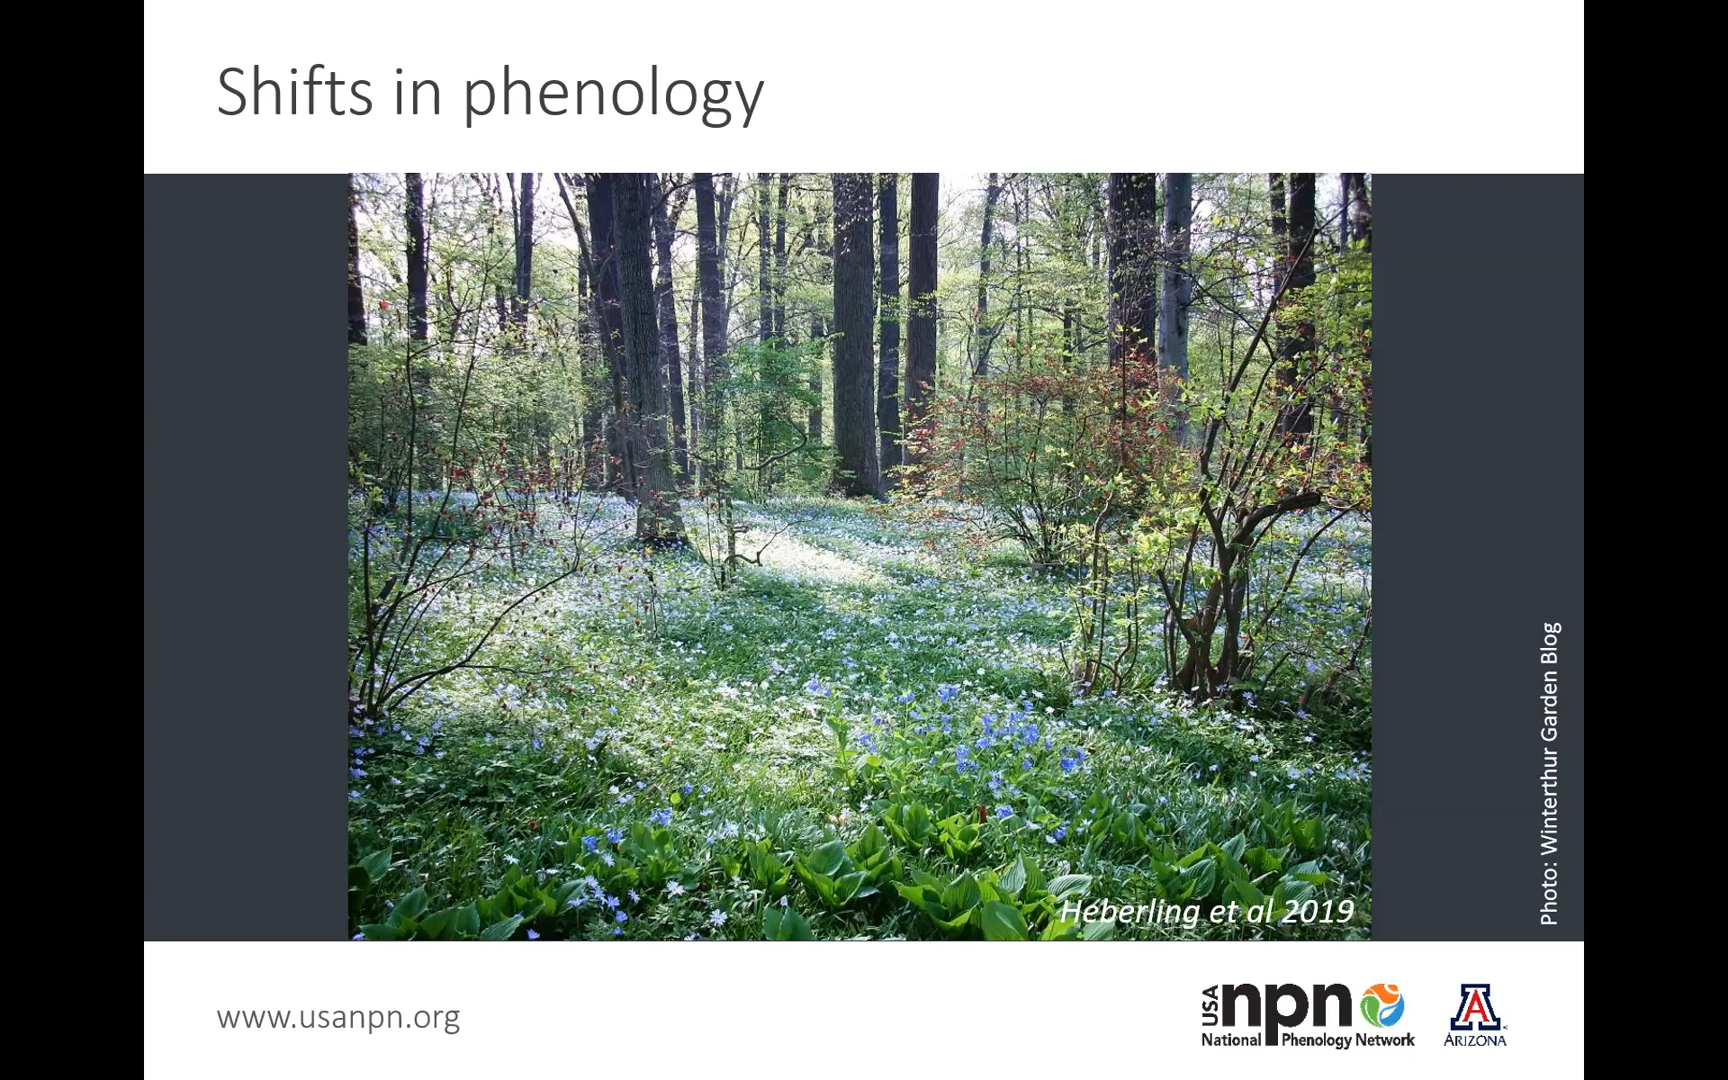 Shifts in phenology
Photo: Winterthur Garden Blog
Heberling et al 2019
www.usanpn.org
USA npn
National Phenology Network
A
ARIZONA